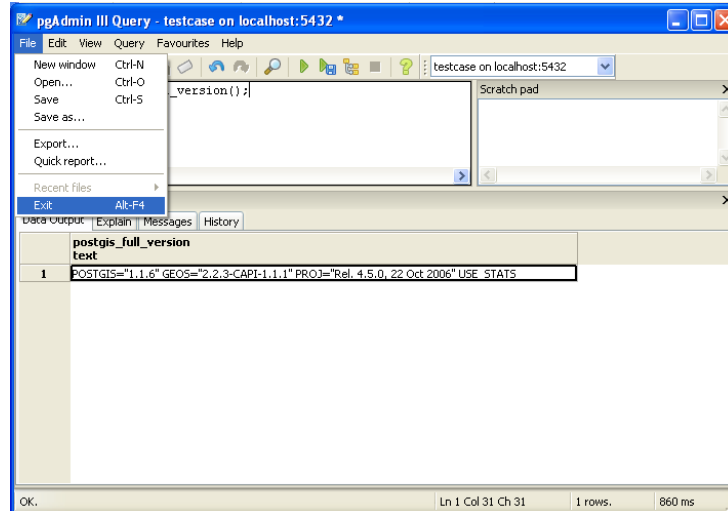 pgAdmin III Query - testcase on localhost:5432 *
File Edit View Query Favourites Help
New window Ctrl-N
Open... Ctrl-O
Save Ctrl-S
Save as...
Export...
Quick report...
Recent files
Exit Alt-F4
testcase on localhost:5432
_version();
Scratch pad
Data Output Explain Messages History
postgis_full_version
text
1 POSTGIS="1.1.6" GEOS="2.2.3-CAPI-1.1.1" PROJ="Rel. 4.5.0, 22 Oct 2006" USE_STATS
OK. Ln 1 Col 31 Ch 31 1 rows. 860 ms